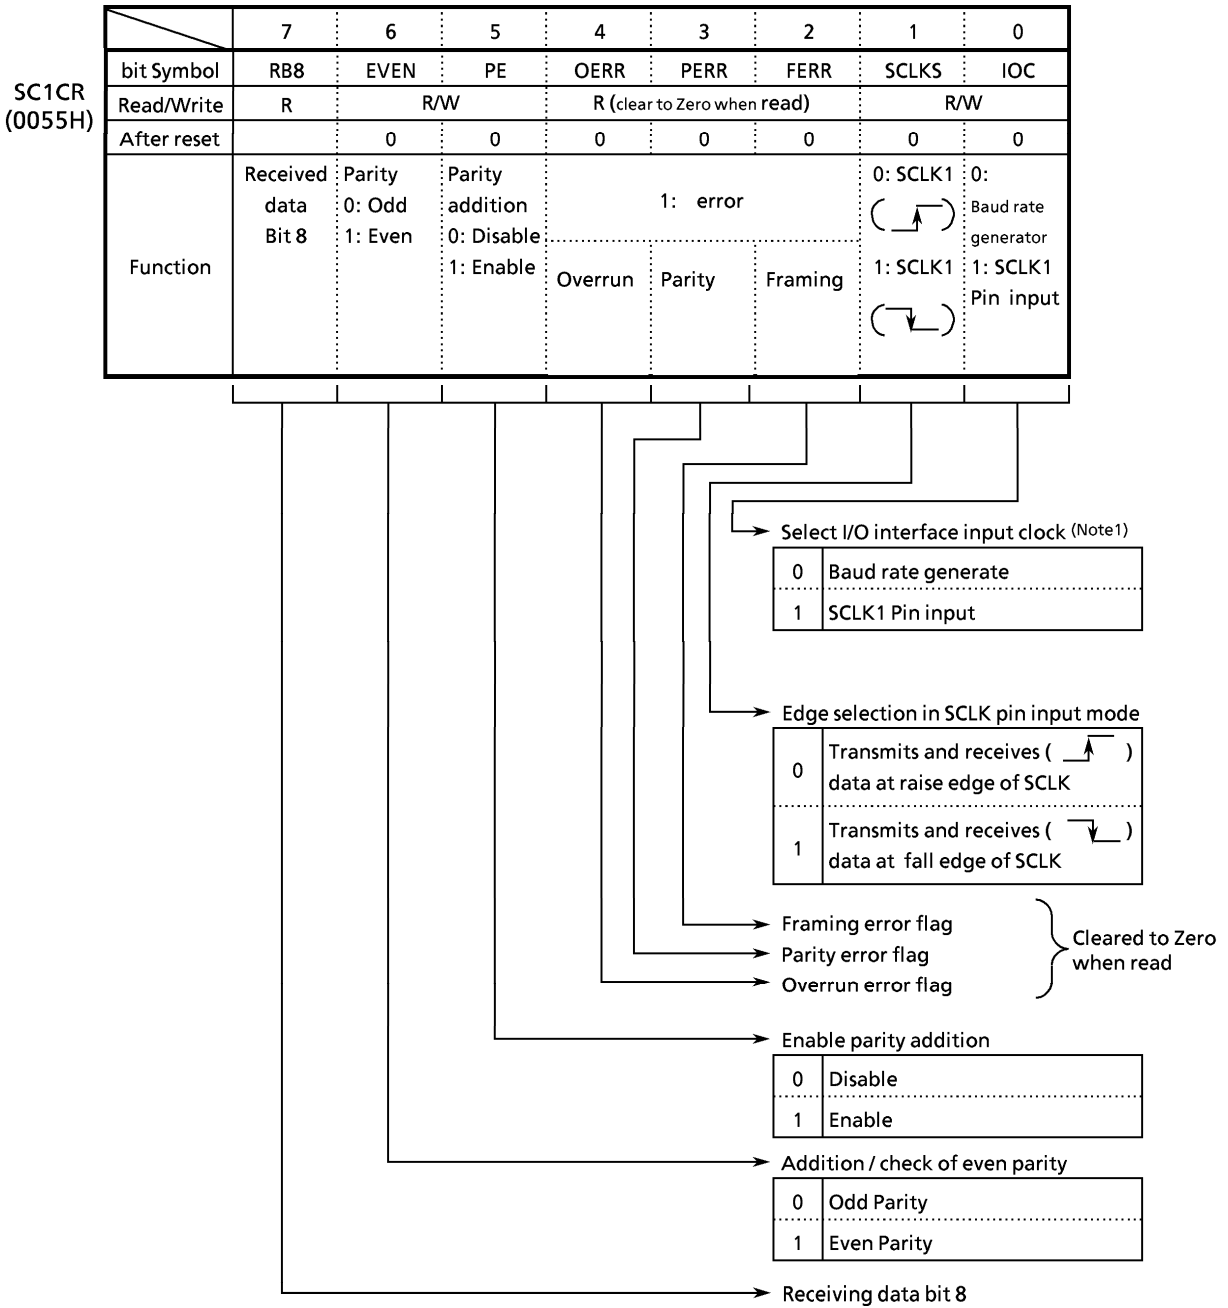 7 6 5 4 3 2 1 0
bit Symbol RB8 EVEN PE OERR PERR FERR SCLKS IOC
SC1CR
(0055H)
Read/Write R R/W R (clear to Zero when read) R/W
After reset 0 0 0 0 0 0 0
Function
Received
data
Bit 8
Parity
0: Odd
1: Even
Parity
addition
0: Disable
1: Enable
1: error
Overrun Parity Framing
0: SCLK1
( )
1: SCLK1
( )
0:
Baud rate
generator
1: SCLK1
Pin input
Select I/O interface input clock (Note1)
0 Baud rate generate
1 SCLK1 Pin input
Edge selection in SCLK pin input mode
0 Transmits and receives ( )
data at raise edge of SCLK
1 Transmits and receives ( )
data at fall edge of SCLK
Framing error flag
Parity error flag
Overrun error flag
Cleared to Zero
when read
Enable parity addition
0 Disable
1 Enable
Addition / check of even parity
0 Odd Parity
1 Even Parity
Receiving data bit 8